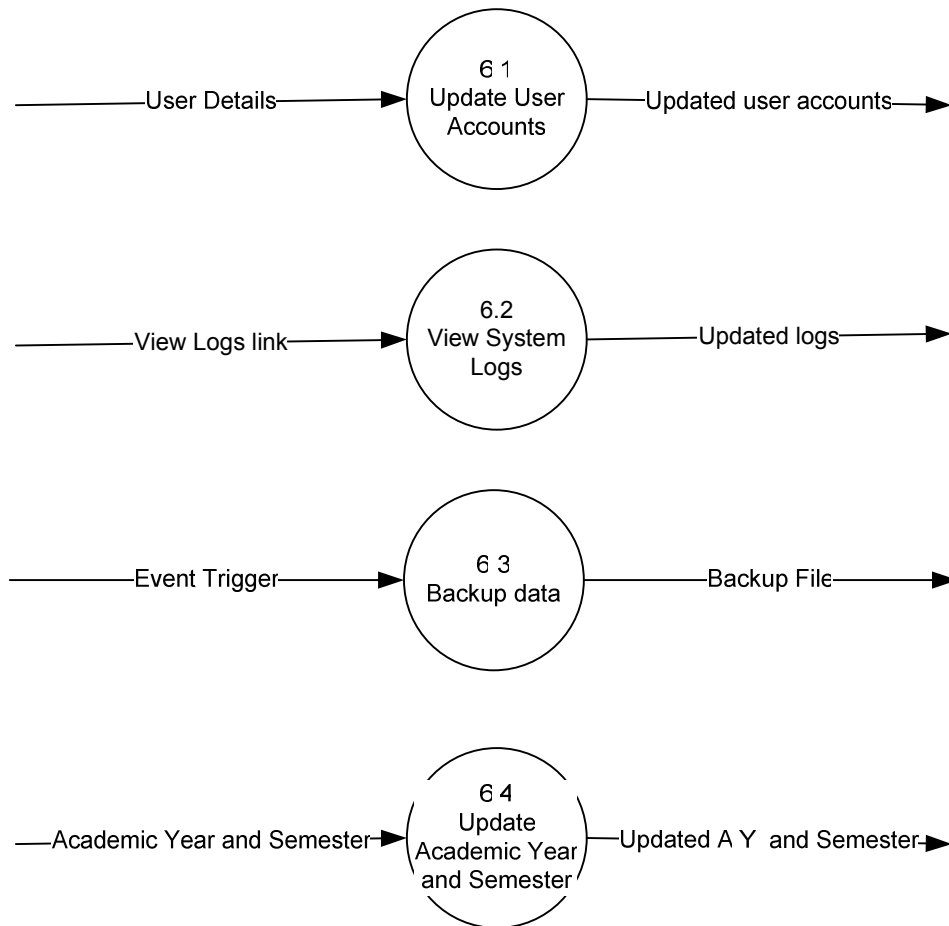 6 1
User Details
Update User
Updated user accounts
Accounts
6.2
View Logs link
View System
Updated logs
Logs
6 3
Event Trigger
Backup data
Backup File
6 4
Update
Academic Year and Semester
Academic Year
Updated A Y and Semester
and Semester